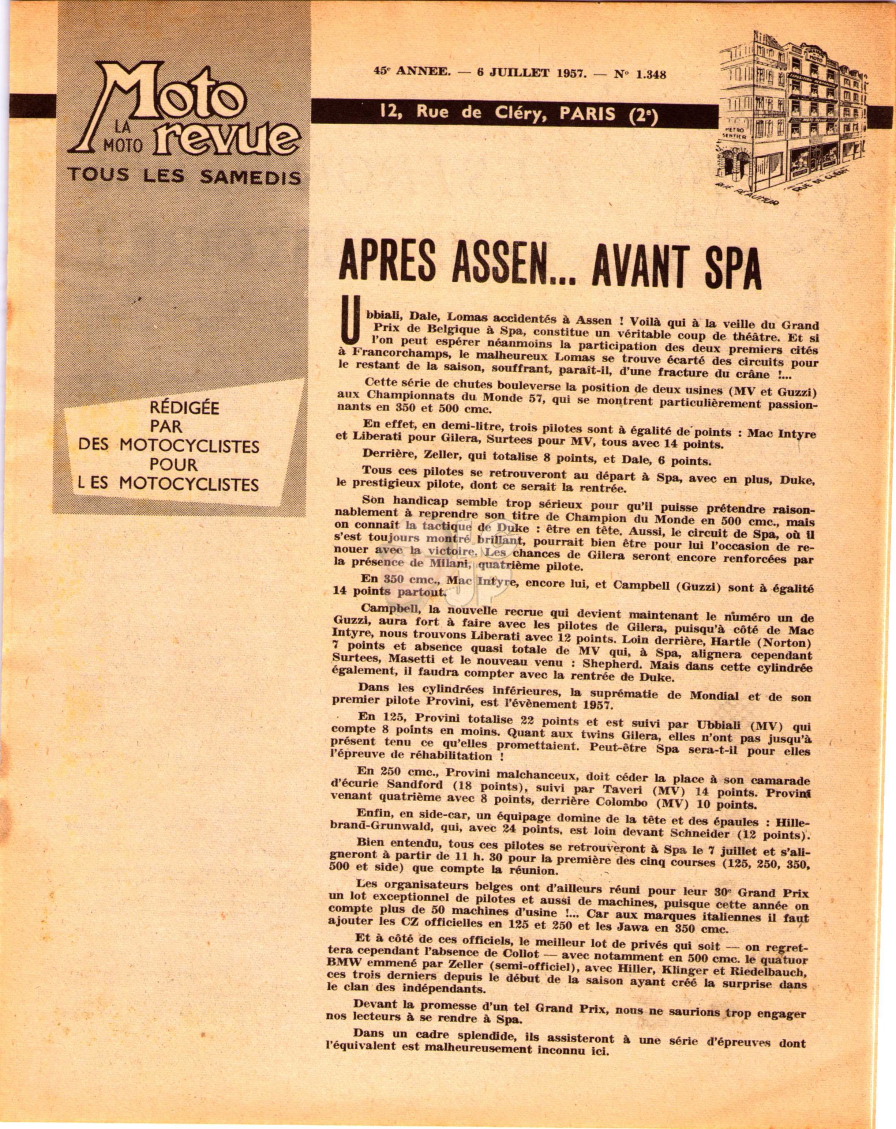 Moto
LA
MOTO
revue
TOUS LES SAMEDIS
45e ANNEE. — 6 JUILLET 1957. — N° 1.348
12, Rue de Cléry, PARIS (2e)
METRO
SENTIER
RUE REAUMUR
RUE DE CLERY
RÉDIGÉE
PAR
DES MOTOCYCLISTES
POUR
LES MOTOCYCLISTES
APRES ASSEN... AVANT SPA
Ubbiali, Dale, Lomas accidentés à Assen ! Voilà qui à la veille du Grand
Prix de Belgique à Spa, constitue un véritable coup de théâtre. Et si
l'on peut espérer néanmoins la participation des deux premiers cités
à Francorchamps, le malheureux Lomas se trouve écarté des circuits pour
le restant de la saison, souffrant, paraît-il, d'une fracture du crâne !...
Cette série de chutes bouleverse la position de deux usines (MV et Guzzi)
aux Championnats du Monde 57, qui se montrent particulièrement passion-
nants en 350 et 500 cmc.
En effet, en demi-litre, trois pilotes sont à égalité de points : Mac Intyre
et Liberati pour Gilera, Surtees pour MV, tous avec 14 points.
Derrière, Zeller, qui totalise 8 points, et Dale, 6 points.
Tous ces pilotes se retrouveront au départ à Spa, avec en plus, Duke,
le prestigieux pilote, dont ce serait la rentrée.
Son handicap semble trop sérieux pour qu'il puisse prétendre raison-
nablement à reprendre son titre de Champion du Monde en 500 cmc., mais
on connaît la tactique de Duke : être en tête. Aussi, le circuit de Spa, où il
s'est toujours montré brillant, pourrait bien être pour lui l'occasion de re-
nouer avec la victoire. Les chances de Gilera seront encore renforcées par
la présence de Milani, quatrième pilote.
En 350 cmc., Mac Intyre, encore lui, et Campbell (Guzzi) sont à égalité
14 points partout.
Campbell, la nouvelle recrue qui devient maintenant le numéro un de
Guzzi, aura fort à faire avec les pilotes de Gilera, puisqu'à côté de Mac
Intyre, nous trouvons Liberati avec 12 points. Loin derrière, Hartle (Norton)
7 points et absence quasi totale de MV qui, à Spa, alignera cependant
Surtees, Masetti et le nouveau venu : Shepherd. Mais dans cette cylindrée
également, il faudra compter avec la rentrée de Duke.
Dans les cylindrées inférieures, la suprématie de Mondial et de son
premier pilote Provini, est l'évènement 1957.
En 125, Provini totalise 22 points et est suivi par Ubbiali (MV) qui
compte 8 points en moins. Quant aux twins Gilera, elles n'ont pas jusqu'à
présent tenu ce qu'elles promettaient. Peut-être Spa sera-t-il pour elles
l'épreuve de réhabilitation !
En 250 cmc., Provini malchanceux, doit céder la place à son camarade
d'écurie Sandford (18 points), suivi par Taveri (MV) 14 points. Provini
venant quatrième avec 8 points, derrière Colombo (MV) 10 points.
Enfin, en side-car, un équipage domine de la tête et des épaules : Hille-
brand-Grunwald, qui, avec 24 points, est loin devant Schneider (12 points).
Bien entendu, tous ces pilotes se retrouveront à Spa le 7 juillet et s'ali-
gneront à partir de 11 h. 30 pour la première des cinq courses (125, 250, 350,
500 et side) que compte la réunion.
Les organisateurs belges ont d'ailleurs réuni pour leur 30e Grand Prix
un lot exceptionnel de pilotes et aussi de machines, puisque cette année on
compte plus de 50 machines d'usine !... Car aux marques italiennes il faut
ajouter les CZ officielles en 125 et 250 et les Jawa en 350 cmc.
Et à côté de ces officiels, le meilleur lot de privés qui soit — on regret-
tera cependant l'absence de Collot — avec notamment en 500 cmc. le quatuor
BMW emmené par Zeller (semi-officiel), avec Hiller, Klinger et Riedelbauch,
ces trois derniers depuis le début de la saison ayant créé la surprise dans
le clan des indépendants.
Devant la promesse d'un tel Grand Prix, nous ne saurions trop engager
nos lecteurs à se rendre à Spa.
Dans un cadre splendide, ils assisteront à une série d'épreuves dont
l'équivalent est malheureusement inconnu ici.